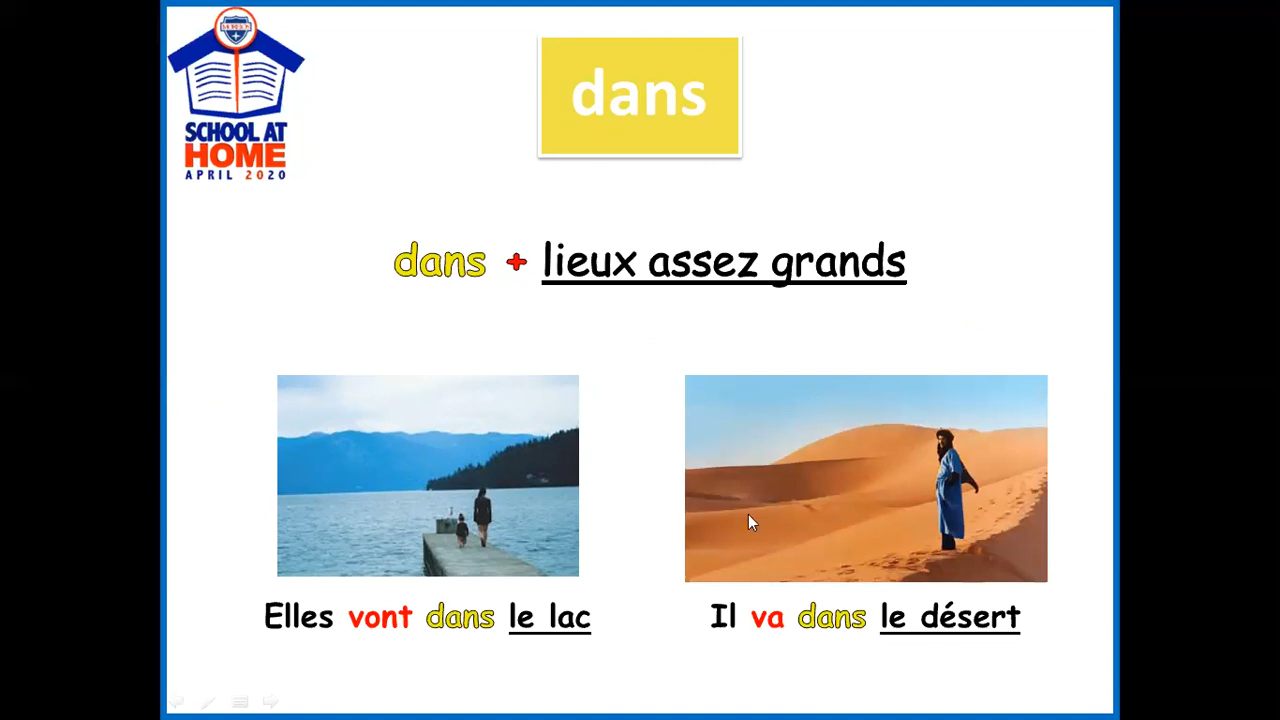 SCHOOL AT
HOME
APRIL 2020
dans
dans + lieux assez grands
Elles vont dans le lac
Il va dans le désert